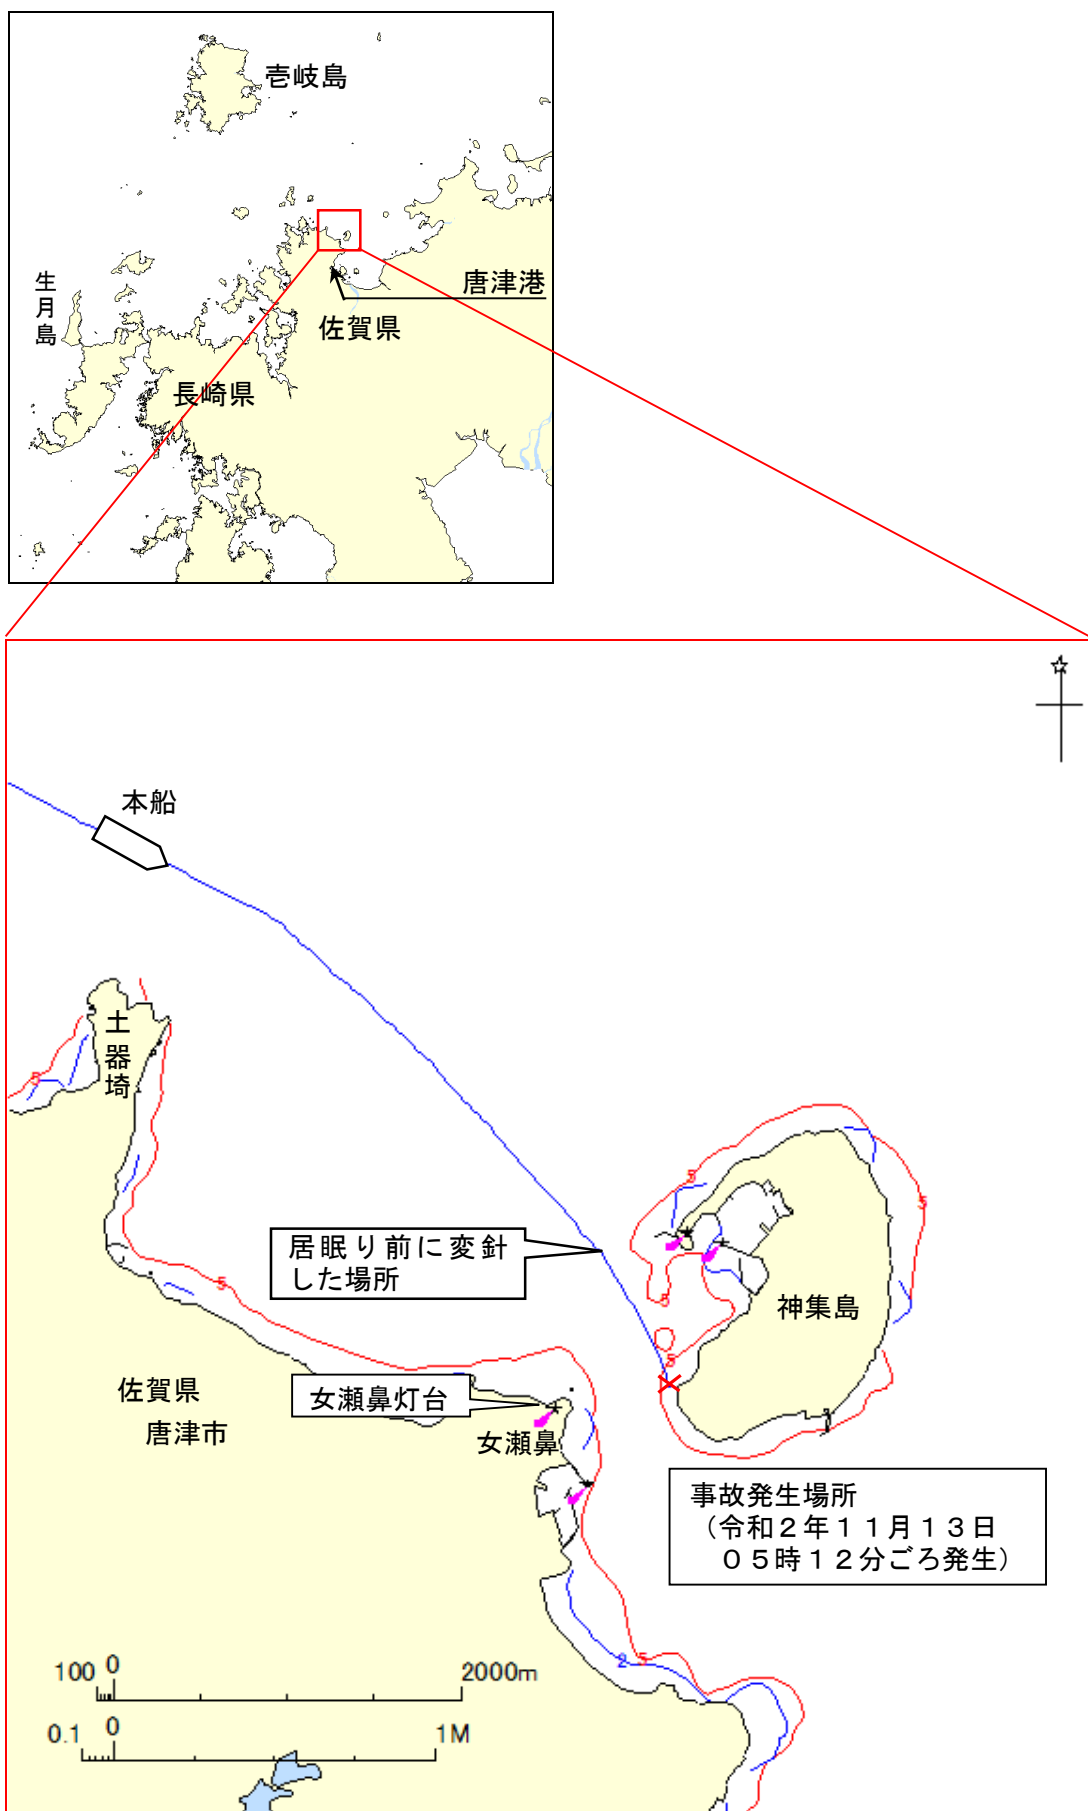 壱岐島
唐津港
生月島
佐賀県
長崎県
本船
土器埼
5
5
5
5
居眠り前に変針
した場所
5
神集島
5
5
女瀬鼻灯台
佐賀県
唐津市
女瀬鼻
事故発生場所
（令和２年１１月１３日
０５時１２分ごろ発生）
2 5
100 0 2000m
0.1 0 1M